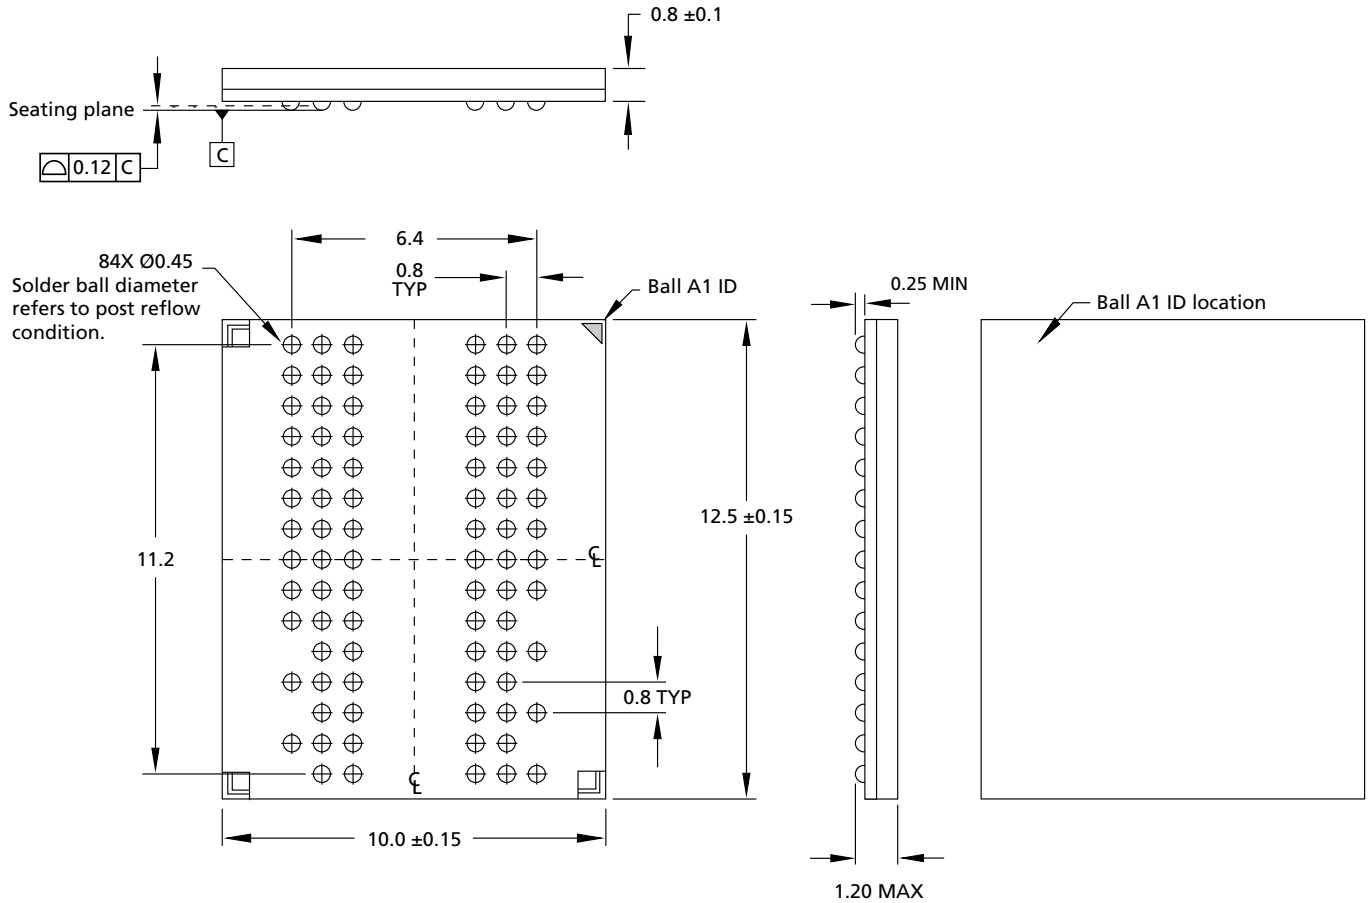 0.8 ±0.1
Seating plane
C
0.12 C
6.4
84X Ø0.45
Solder ball diameter
refers to post reflow
condition.
0.8
TYP
Ball A1 ID
0.25 MIN
Ball A1 ID location
12.5 ±0.15
11.2
℄
0.8 TYP
℄
10.0 ±0.15
1.20 MAX